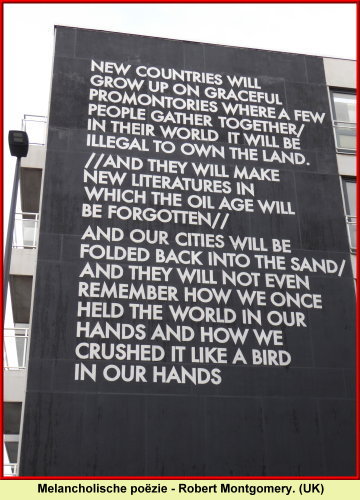 NEW COUNTRIES WILL
GROW UP ON GRACEFUL
PROMONTORIES WHERE A FEW
PEOPLE GATHER TOGETHER/
IN THEIR WORLD IT WILL BE
ILLEGAL TO OWN THE LAND.
//AND THEY WILL MAKE
NEW LITERATURES IN
WHICH THE OIL AGE WILL
BE FORGOTTEN//
AND OUR CITIES WILL BE
FOLDED BACK INTO THE SAND/
AND THEY WILL NOT EVEN
REMEMBER HOW WE ONCE
HELD THE WORLD IN OUR
HANDS AND HOW WE
CRUSHED IT LIKE A BIRD
IN OUR HANDS
Melancholische poëzie - Robert Montgomery. (UK)